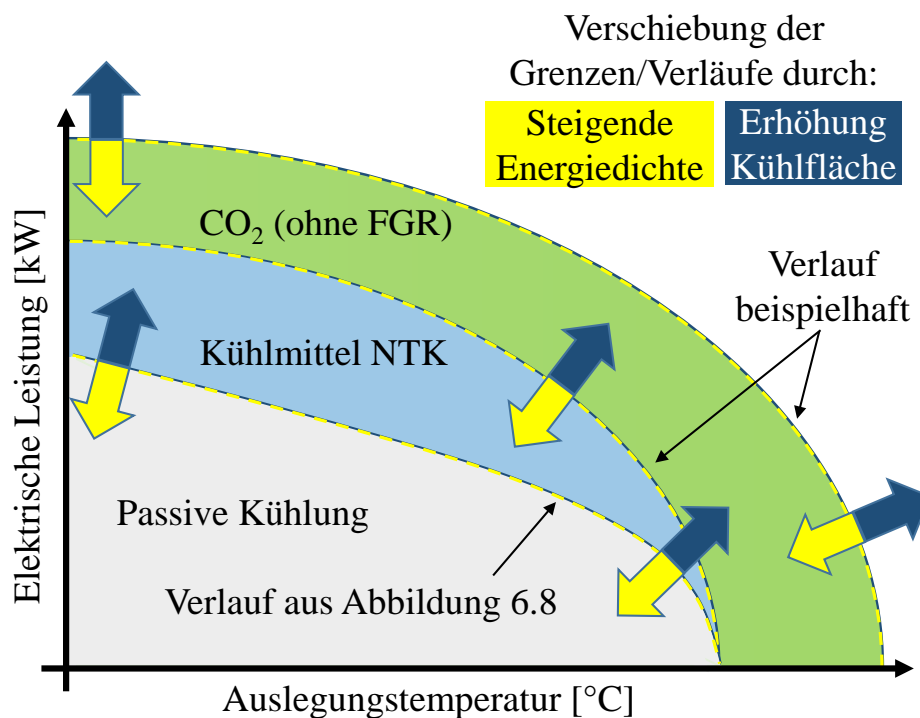 Verschiebung der
Grenzen/Verläufe durch:
Steigende
Energiedichte
Erhöhung
Kühlfläche
CO₂ (ohne FGR)
Verlauf
beispielhaft
Kühlmittel NTK
Passive Kühlung
Verlauf aus Abbildung 6.8
Elektrische Leistung [kW]
Auslegungstemperatur [°C]